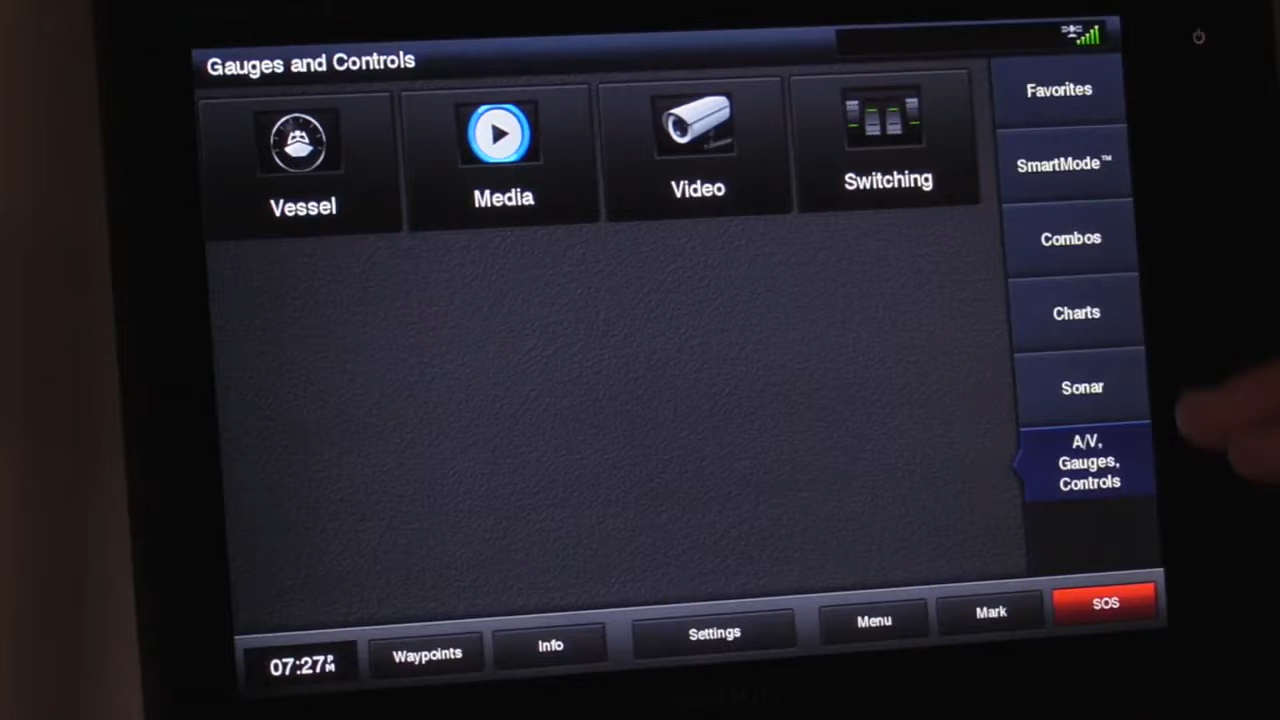 Gauges and Controls
Vessel
Media
Video
Switching
Favorites
SmartMode™
Combos
Charts
Sonar
A/V,
Gauges,
Controls
07:27PM
Waypoints
Info
Settings
Menu
Mark
SOS